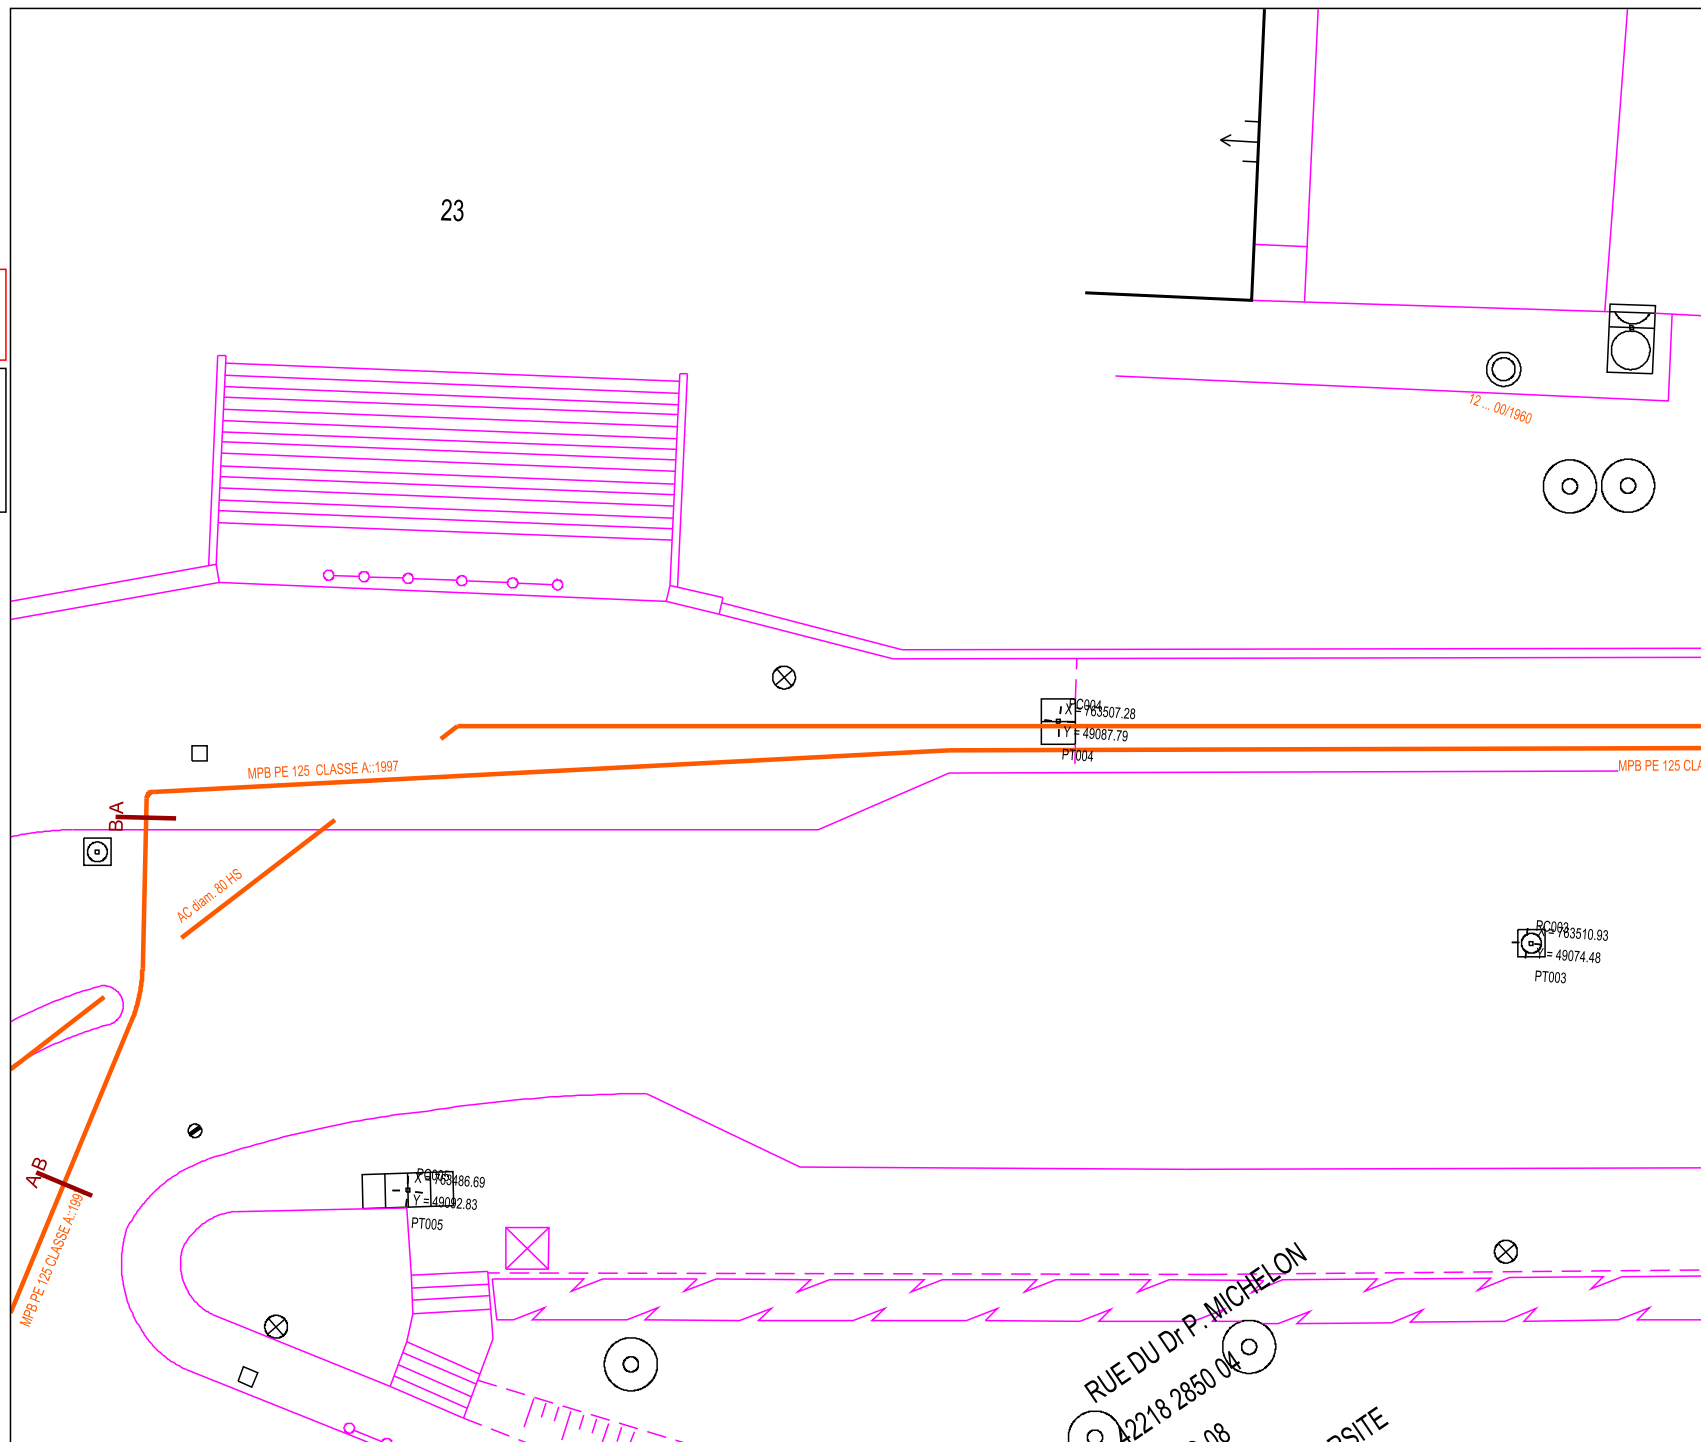 23
12 ... 00/1960
PC004
X = 763507.28
Y = 49087.79
PT004
MPB PE 125 CLASSE A::1997
MPB PE 125 CLA
A
B
AC diam. 80 HS
PC003
X = 763510.93
Y = 49074.48
PT003
B
A
MPB PE 125 CLASSE A::199
PC005
X = 763486.69
Y = 49092.83
PT005
RUE DU Dr P . MICHELON
42218 2850 04